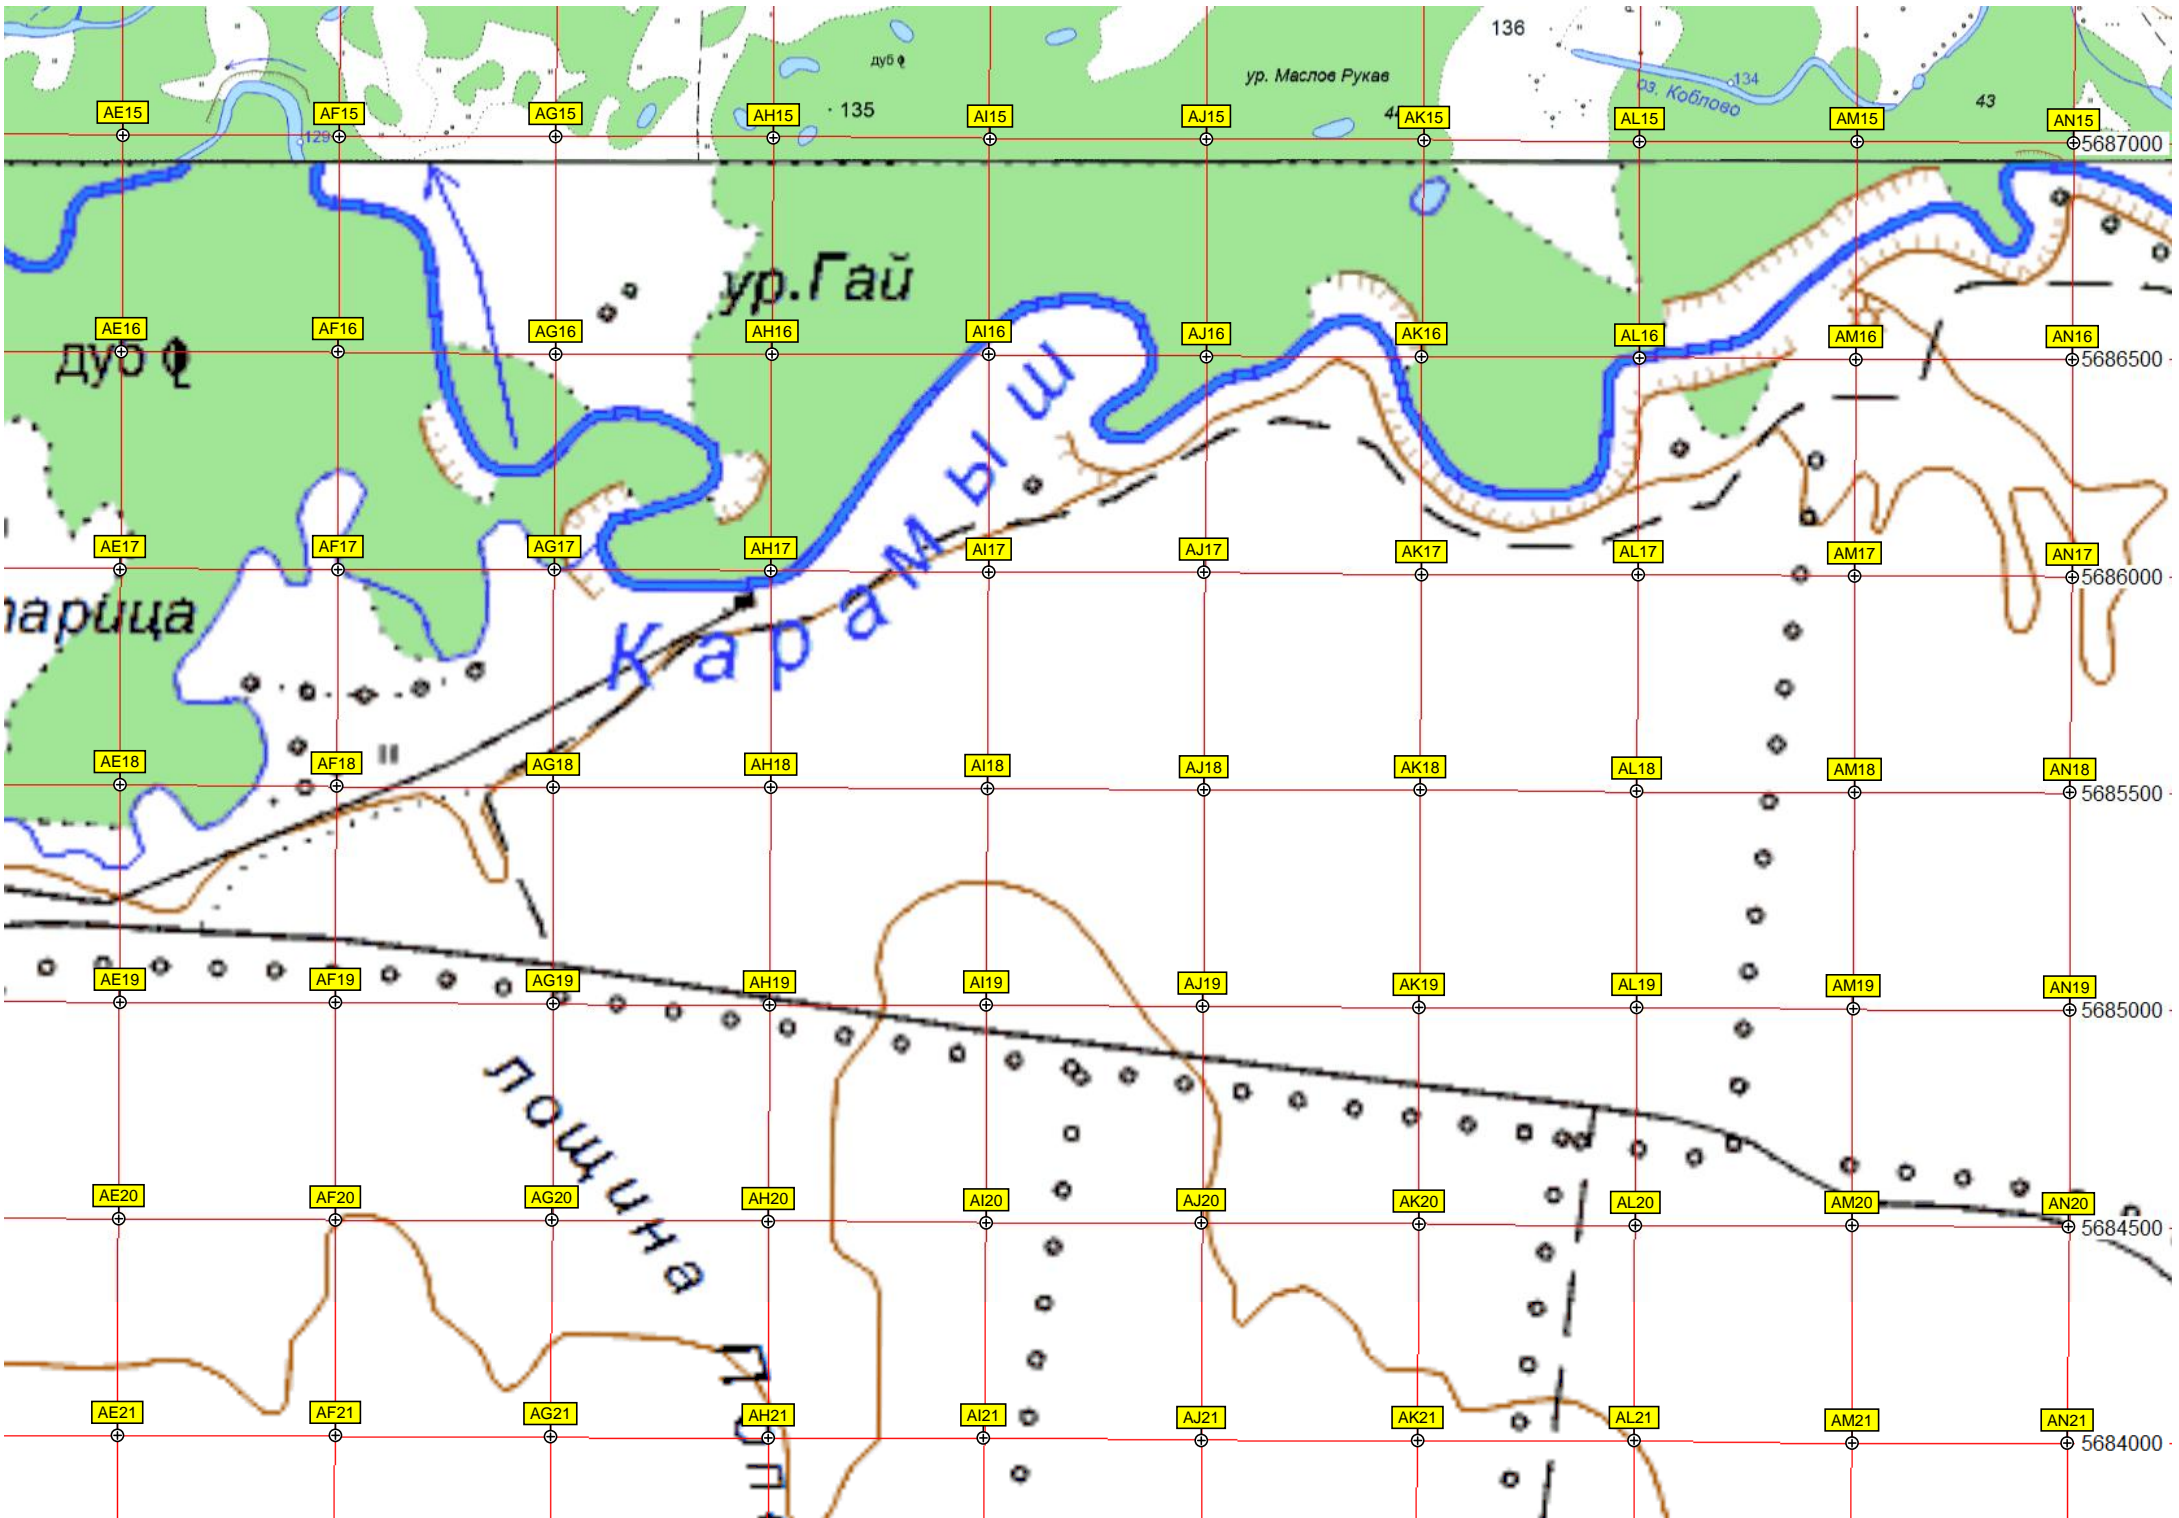 136
дуб
ур. Маслов Рукав
134
оз. Коблово
43
135
129
AE15 AF15 AG15 AH15 AI15 AJ15 AK15 AL15 AM15 AN15
5687000
ур.Гай
AE16 AF16 AG16 AH16 AI16 AJ16 AK16 AL16 AM16 AN16
5686500
дуб
AE17 AF17 AG17 AH17 AI17 AJ17 AK17 AL17 AM17 AN17
5686000
Карамыш
AE18 AF18 AG18 AH18 AI18 AJ18 AK18 AL18 AM18 AN18
5685500
AE19 AF19 AG19 AH19 AI19 AJ19 AK19 AL19 AM19 AN19
5685000
лощина
AE20 AF20 AG20 AH20 AI20 AJ20 AK20 AL20 AM20 AN20
5684500
AE21 AF21 AG21 AH21 AI21 AJ21 AK21 AL21 AM21 AN21
5684000